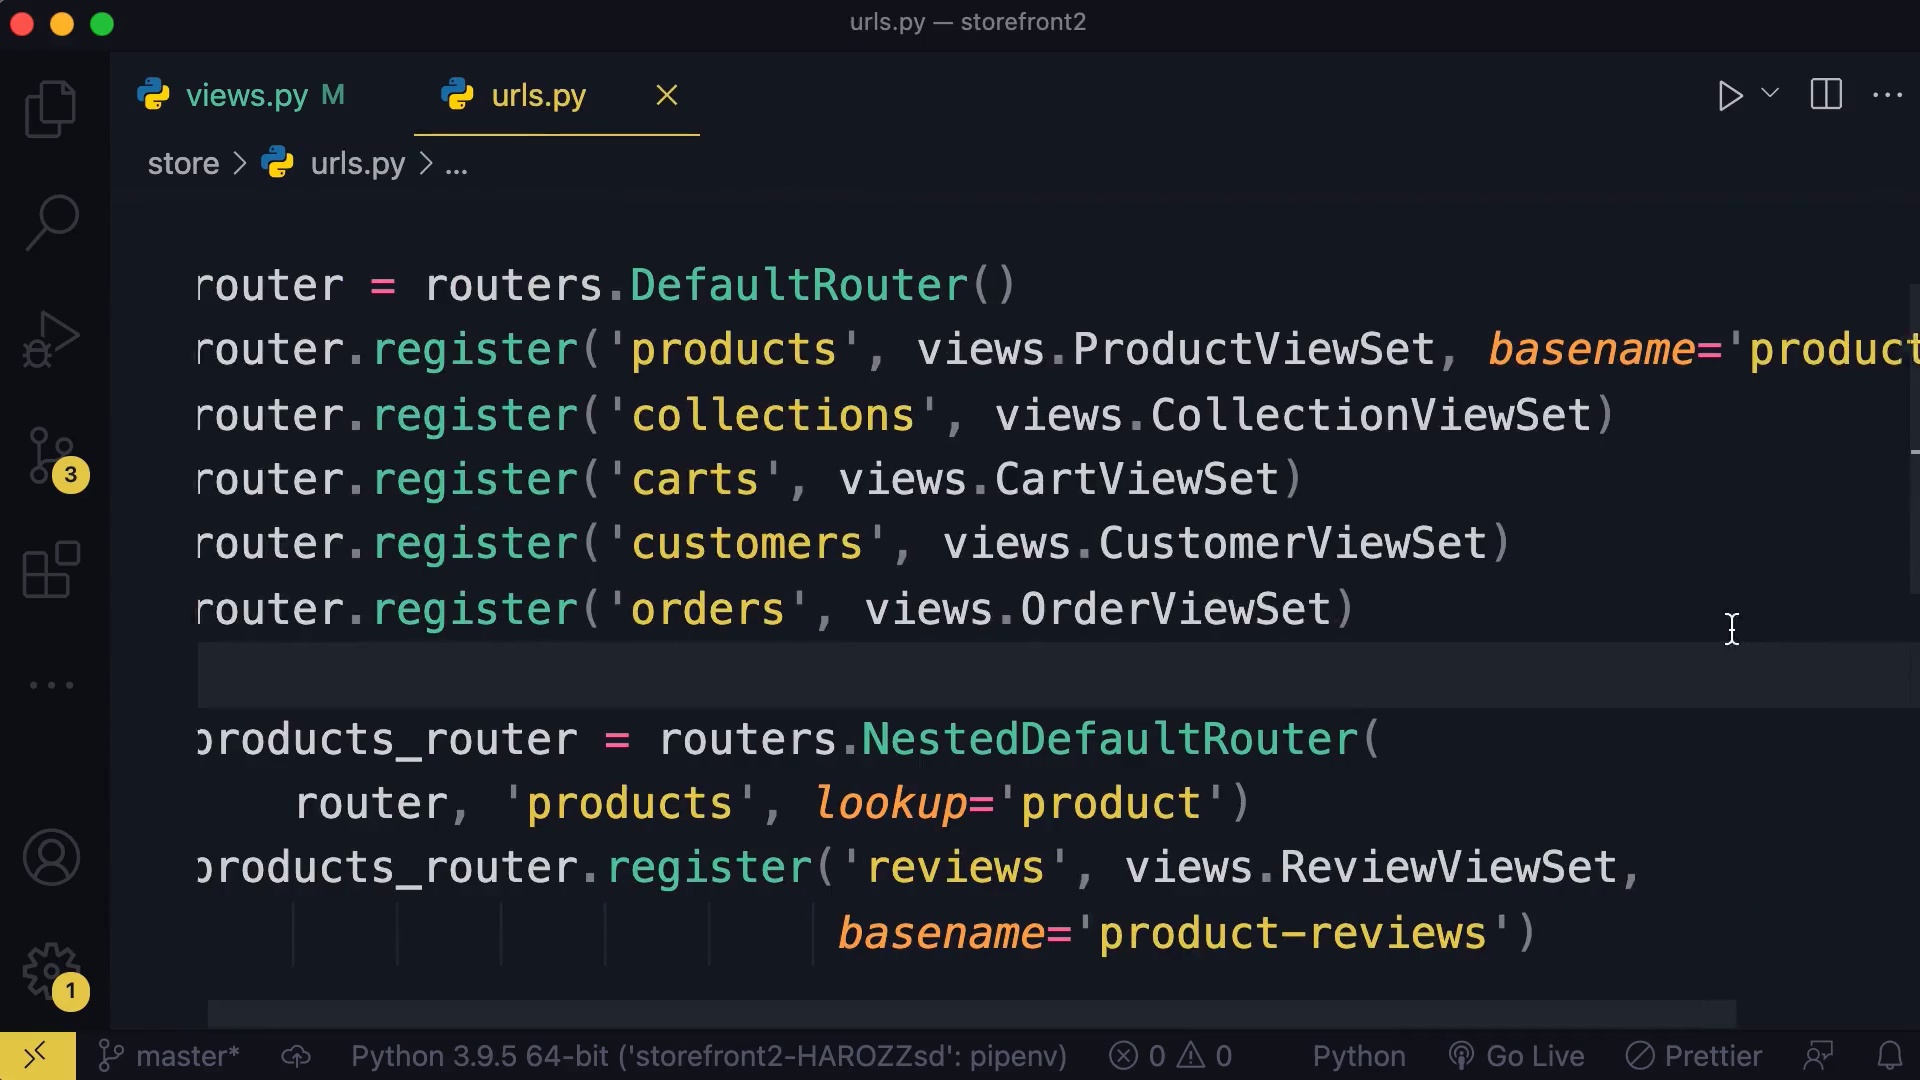 urls.py — storefront2
views.py M urls.py
store > urls.py > ...
router = routers.DefaultRouter()
router.register('products', views.ProductViewSet, basename='product
router.register('collections', views.CollectionViewSet)
router.register('carts', views.CartViewSet)
router.register('customers', views.CustomerViewSet)
router.register('orders', views.OrderViewSet)
products_router = routers.NestedDefaultRouter(
router, 'products', lookup='product')
products_router.register('reviews', views.ReviewViewSet,
basename='product-reviews')
3
1
master* Python 3.9.5 64-bit ('storefront2-HAROZZsd': pipenv) 0 0 Python Go Live Prettier